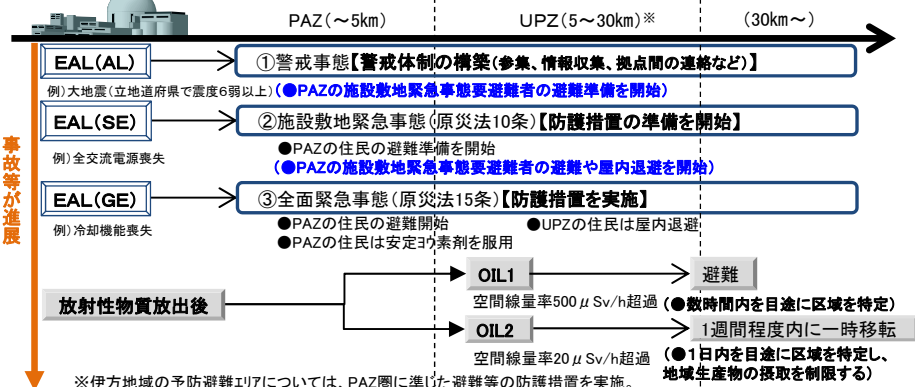 PAZ(～5km)
UPZ(5～30km)※
(30km～)
事故等が進展
EAL(AL)
①警戒事態【警戒体制の構築(参集、情報収集、拠点間の連絡など)】
例)大地震(立地道府県で震度6弱以上)(●PAZの施設敷地緊急事態要避難者の避難準備を開始)
EAL(SE)
②施設敷地緊急事態(原災法10条)【防護措置の準備を開始】
例)全交流電源喪失
●PAZの住民の避難準備を開始
(●PAZの施設敷地緊急事態要避難者の避難や屋内退避を開始)
EAL(GE)
③全面緊急事態(原災法15条)【防護措置を実施】
例)冷却機能喪失
●PAZの住民の避難開始
●UPZの住民は屋内退避
●PAZの住民は安定ﾖｳ素剤を服用
放射性物質放出後
OIL1
避難
空間線量率500μSv/h超過
(●数時間内を目途に区域を特定)
OIL2
1週間程度内に一時移転
空間線量率20μSv/h超過
(●1日内を目途に区域を特定し、
地域生産物の摂取を制限する)
※伊方地域の予防避難ｴﾘｱについては、PAZ圏に準じた避難等の防護措置を実施。